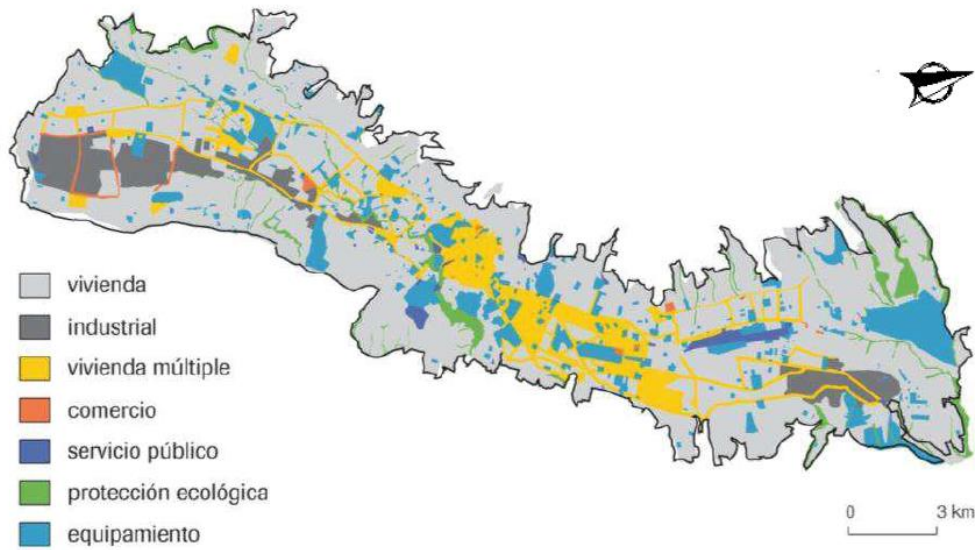 vivienda
industrial
vivienda múltiple
comercio
servicio público
protección ecológica
equipamiento
0 3 km